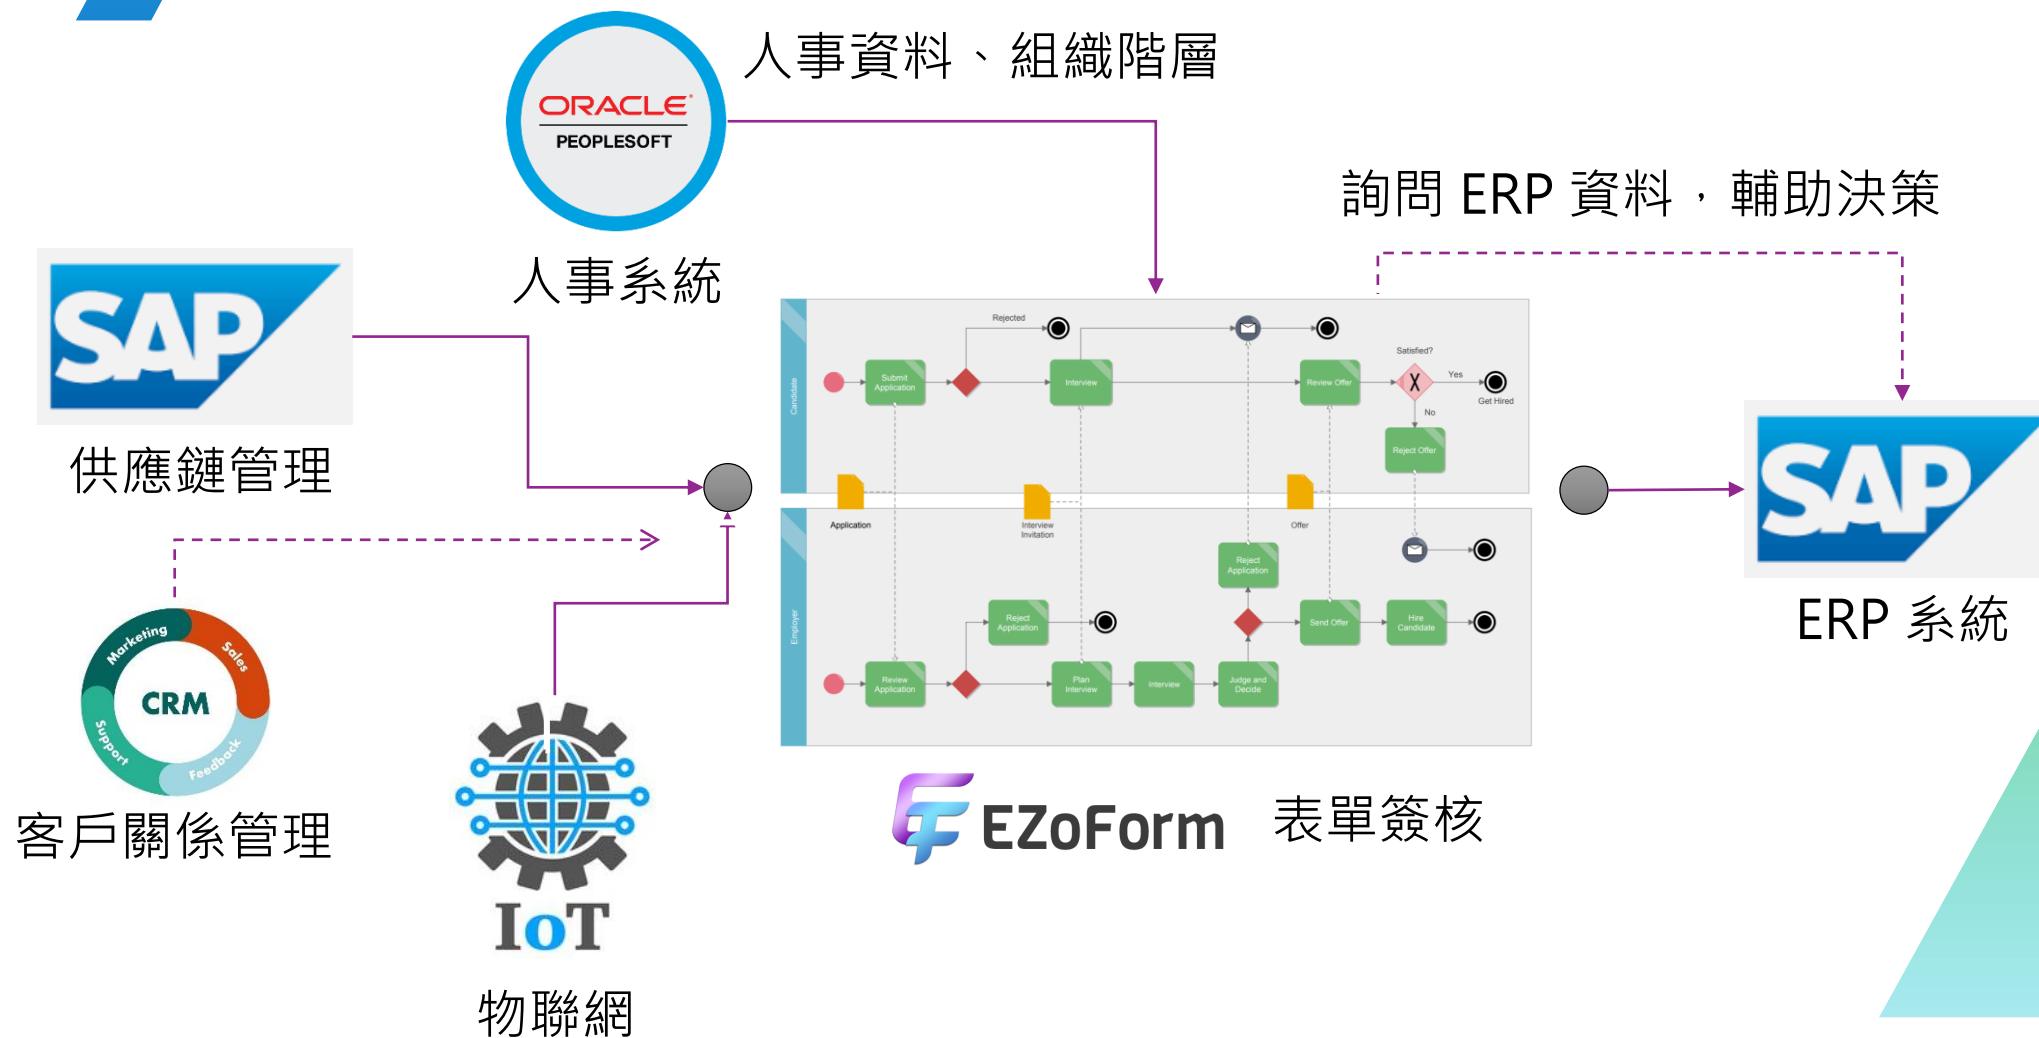 人事資料、組織階層
ORACLE
PEOPLESOFT
人事系統
詢問 ERP 資料，輔助決策
SAP
供應鏈管理
Candidate
Rejected
Submit
Application
Interview
Review Offer
Satisfied?
Yes
Get Hired
No
Reject Offer
Application
Interview
Invitation
Offer
Employer
Reject
Application
Reject
Application
Send Offer
Hire
Candidate
Review
Application
Plan
Interview
Interview
Judge and
Decide
SAP
ERP 系統
Marketing
Sales
CRM
Support
Feedback
客戶關係管理
IoT
物聯網
EZoForm
表單簽核